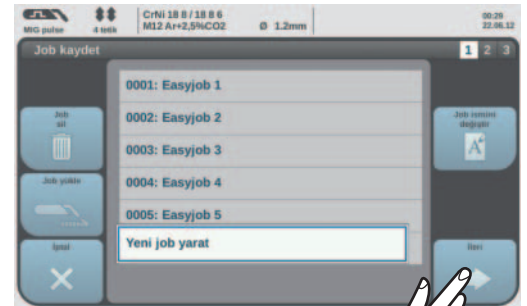 MIG pulse
4 tetik
CrNi 18 8 / 18 8 6
M12 Ar+2,5%CO2
Ø 1.2mm
00:29
22.06.12
Job kaydet
1 2 3
0001: Easyjob 1
0002: Easyjob 2
0003: Easyjob 3
0004: Easyjob 4
0005: Easyjob 5
Yeni job yarat
Job
sil
Job yükle
İptal
Job ismini
değiştir
A
İleri